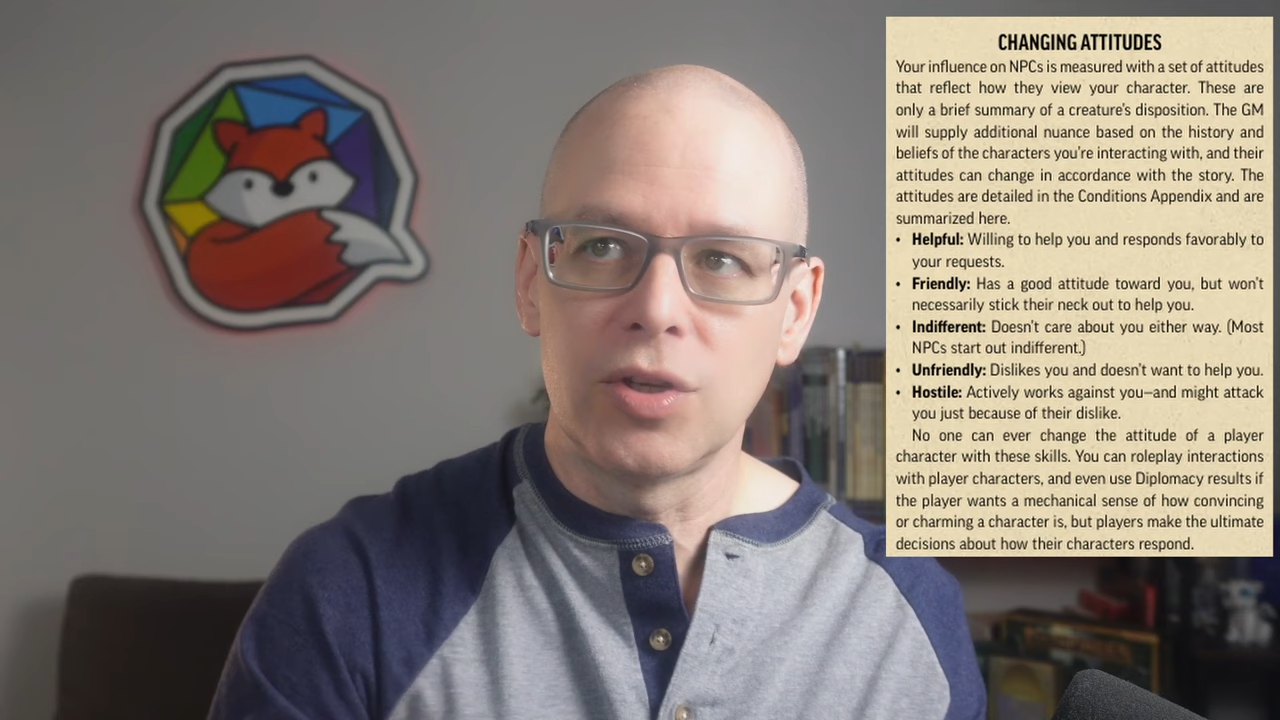 CHANGING ATTITUDES
Your influence on NPCs is measured with a set of attitudes
that reflect how they view your character. These are
only a brief summary of a creature's disposition. The GM
will supply additional nuance based on the history and
beliefs of the characters you're interacting with, and their
attitudes can change in accordance with the story. The
attitudes are detailed in the Conditions Appendix and are
summarized here.
• Helpful: Willing to help you and responds favorably to
your requests.
• Friendly: Has a good attitude toward you, but won't
necessarily stick their neck out to help you.
• Indifferent: Doesn't care about you either way. (Most
NPCs start out indifferent.)
• Unfriendly: Dislikes you and doesn't want to help you.
• Hostile: Actively works against you—and might attack
you just because of their dislike.
No one can ever change the attitude of a player
character with these skills. You can roleplay interactions
with player characters, and even use Diplomacy results if
the player wants a mechanical sense of how convincing
or charming a character is, but players make the ultimate
decisions about how their characters respond.